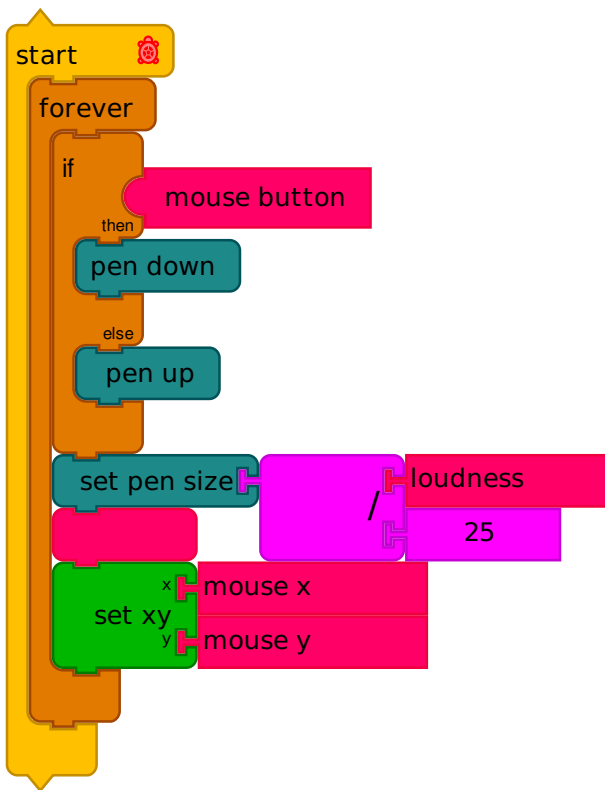 start
forever
if
mouse button
then
pen down
else
pen up
set pen size
/
loudness
25
x
mouse x
set xy
y
mouse y